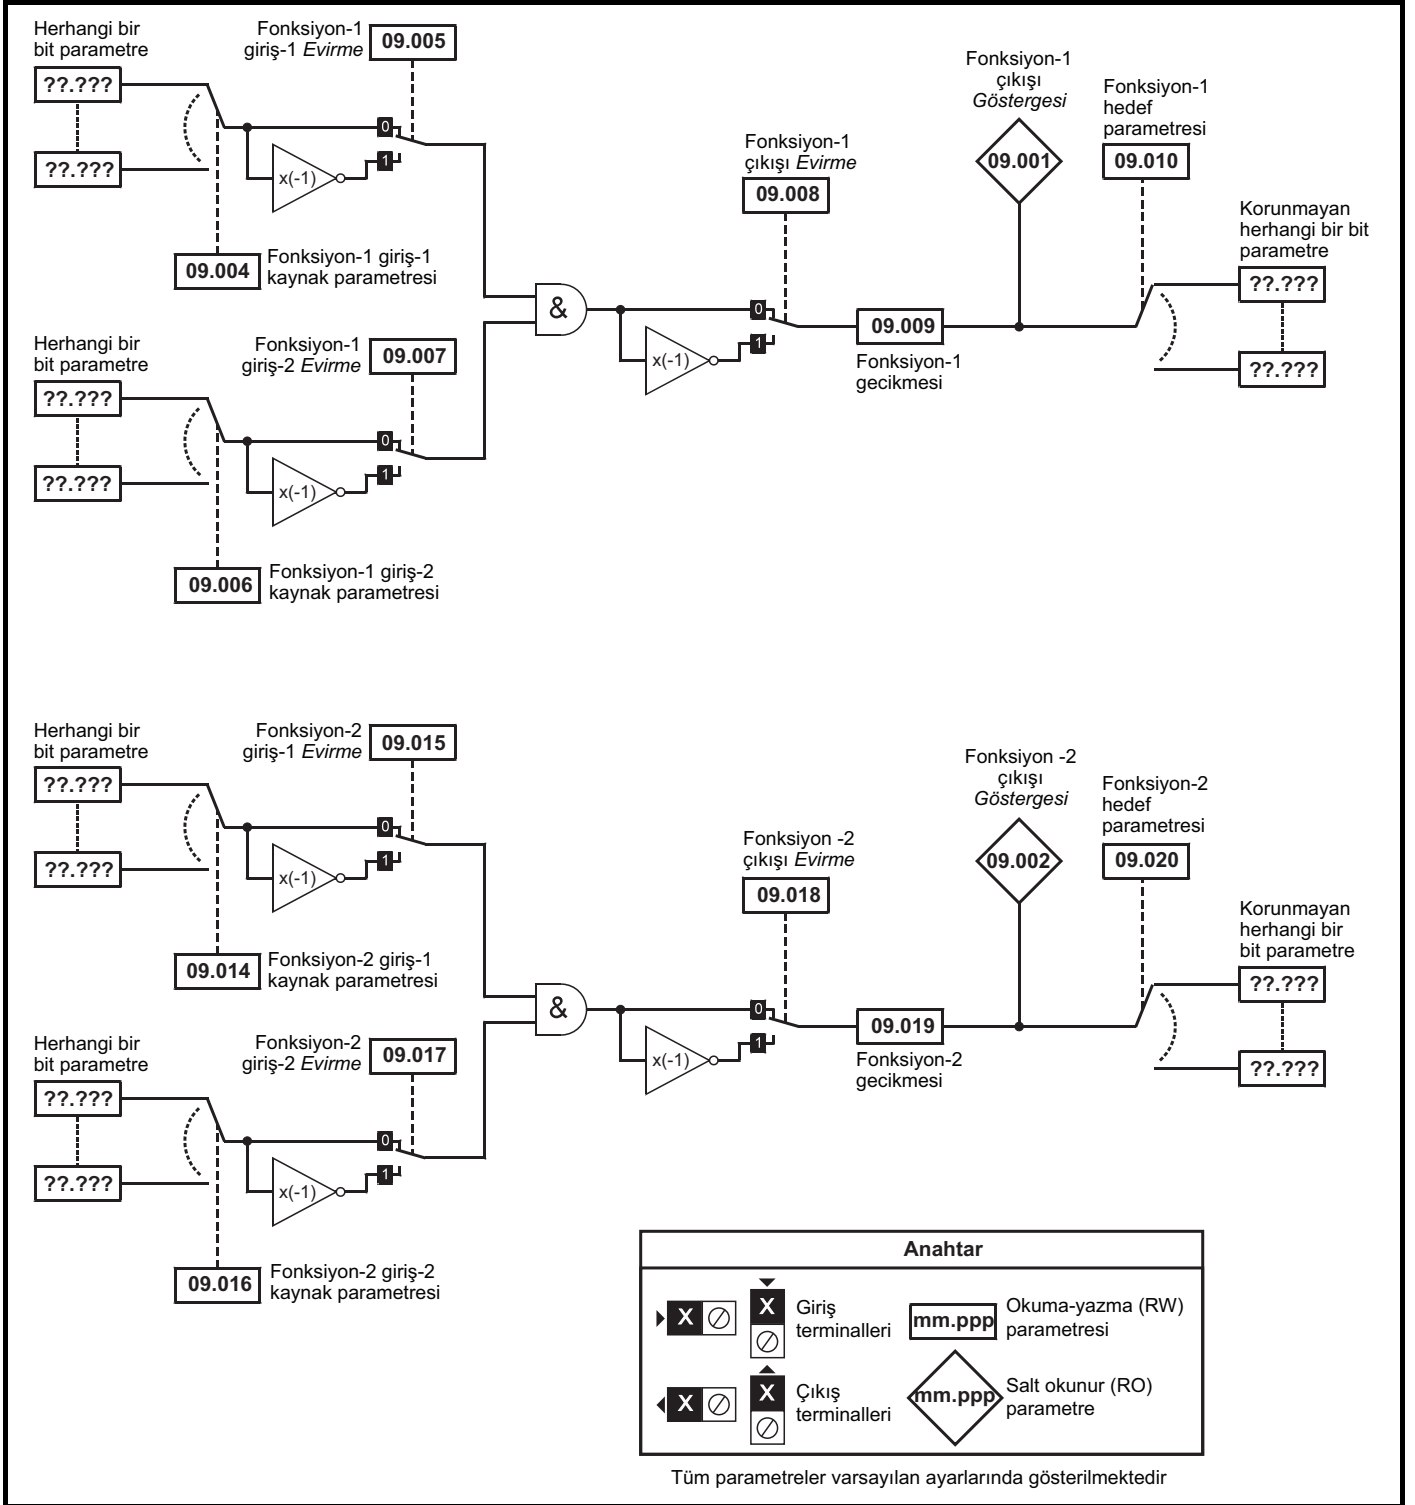 Herhangi bir
bit parametre
??.???
??.???
Fonksiyon-1
giriş-1 Evirme
09.005
0
1
x(-1)
09.004
Fonksiyon-1 giriş-1
kaynak parametresi
Herhangi bir
bit parametre
??.???
??.???
Fonksiyon-1
giriş-2 Evirme
09.007
0
1
x(-1)
09.006
Fonksiyon-1 giriş-2
kaynak parametresi
&
Fonksiyon-1
çıkışı Evirme
09.008
0
1
x(-1)
09.009
Fonksiyon-1
gecikmesi
Fonksiyon-1
çıkışı
Göstergesi
09.001
Fonksiyon-1
hedef
parametresi
09.010
Korunmayan
herhangi bir bit
parametre
??.???
??.???
Herhangi bir
bit parametre
??.???
??.???
Fonksiyon-2
giriş-1 Evirme
09.015
0
1
x(-1)
09.014
Fonksiyon-2 giriş-1
kaynak parametresi
Herhangi bir
bit parametre
??.???
??.???
Fonksiyon-2
giriş-2 Evirme
09.017
0
1
x(-1)
09.016
Fonksiyon-2 giriş-2
kaynak parametresi
&
Fonksiyon -2
çıkışı Evirme
09.018
0
1
x(-1)
09.019
Fonksiyon-2
gecikmesi
Fonksiyon -2
çıkışı
Göstergesi
09.002
Fonksiyon-2
hedef
parametresi
09.020
Korunmayan
herhangi bir
bit parametre
??.???
??.???
Anahtar
X
X
Giriş
terminalleri
mm.ppp
Okuma-yazma (RW)
parametresi
X
X
Çıkış
terminalleri
mm.ppp
Salt okunur (RO)
parametre
Tüm parametreler varsayılan ayarlarında gösterilmektedir